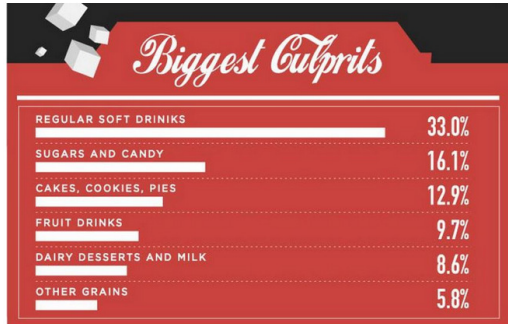 Biggest Culprits
REGULAR SOFT DRINIKS
33.0%
SUGARS AND CANDY
16.1%
CAKES, COOKIES, PIES
12.9%
FRUIT DRINKS
9.7%
DAIRY DESSERTS AND MILK
8.6%
OTHER GRAINS
5.8%